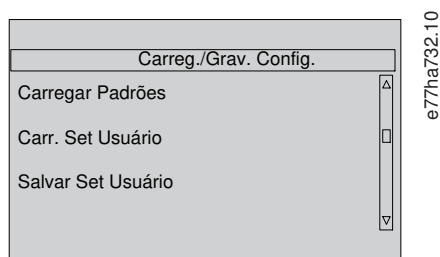 Carreg./Grav. Config.
Carregar Padrões
Carr. Set Usuário
Salvar Set Usuário
e77ha732.10